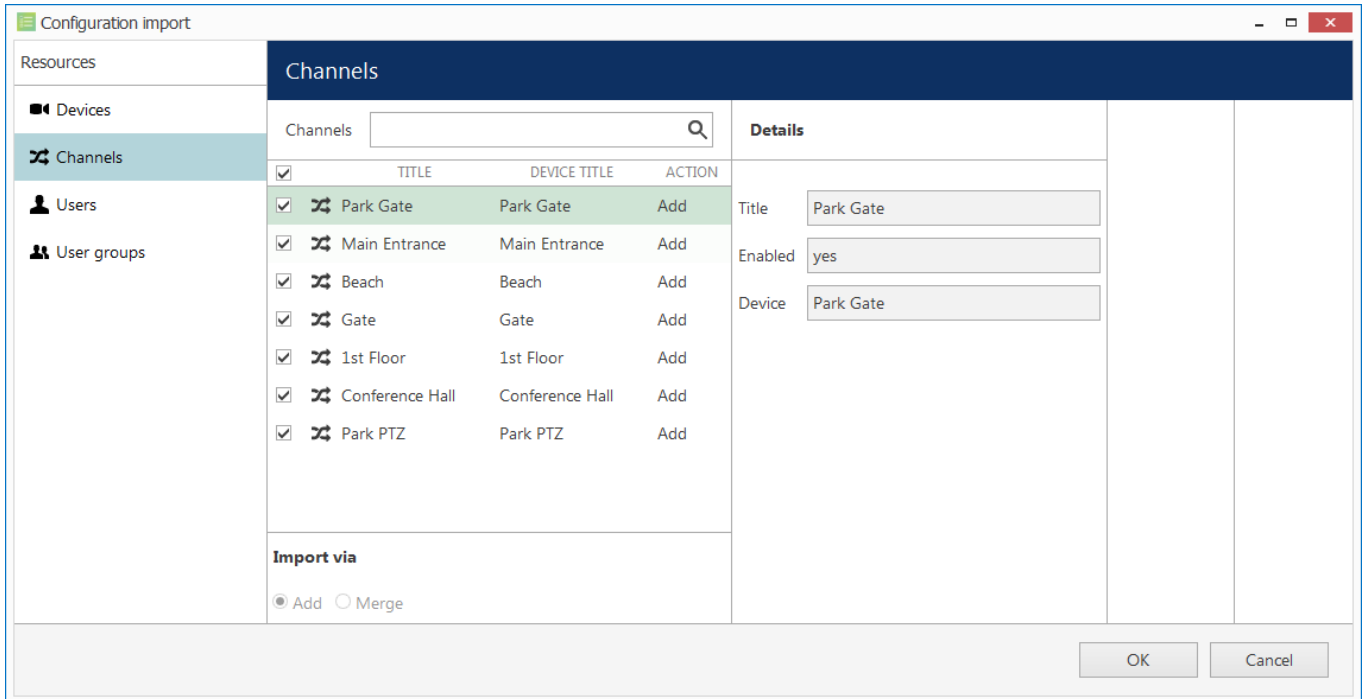 Configuration import
Resources
Devices
Channels
Users
User groups
Channels
Channels
TITLE DEVICE TITLE ACTION
Park Gate Park Gate Add
Main Entrance Main Entrance Add
Beach Beach Add
Gate Gate Add
1st Floor 1st Floor Add
Conference Hall Conference Hall Add
Park PTZ Park PTZ Add
Import via
Add Merge
Details
Title Park Gate
Enabled yes
Device Park Gate
OK Cancel